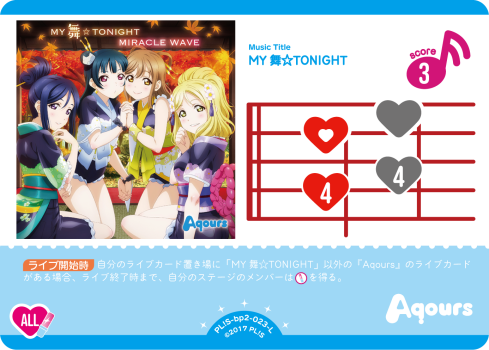 MY 舞☆TONIGHT
MIRACLE WAVE
Aqours
Music Title
MY 舞☆TONIGHT
score
3
4
4
ライブ開始時 自分のライブカード置き場に「MY 舞☆TONIGHT」以外の『Aqours』のライブカード
がある場合、ライブ終了時まで、自分のステージのメンバーは を得る。
ALL
PL!S-bp2-023-L
©2017 PL!S
Aqours